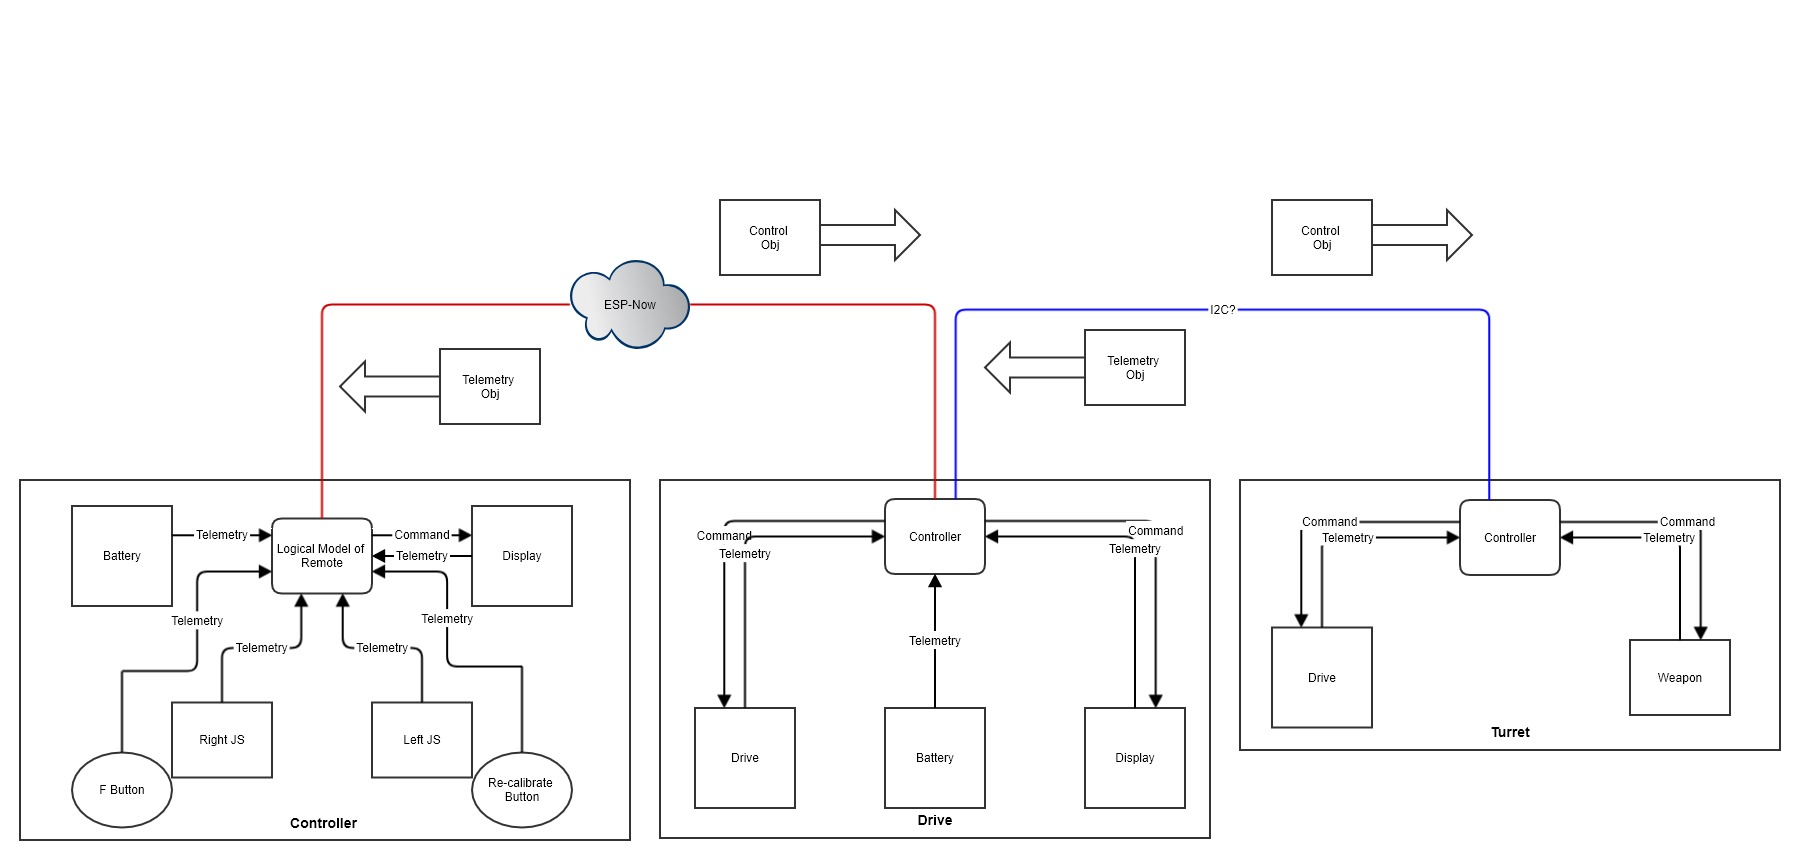 Control
Obj
Control
Obj
ESP-Now
I2C?
Telemetry
Obj
Telemetry
Obj
Battery
Telemetry
Logical Model of
Remote
Command
Telemetry
Display
Telemetry
Telemetry
Telemetry
Telemetry
Right JS
Left JS
F Button
Re-calibrate
Button
Controller
Command
Telemetry
Controller
Command
Telemetry
Telemetry
Drive
Battery
Display
Drive
Command
Telemetry
Controller
Command
Telemetry
Drive
Weapon
Turret